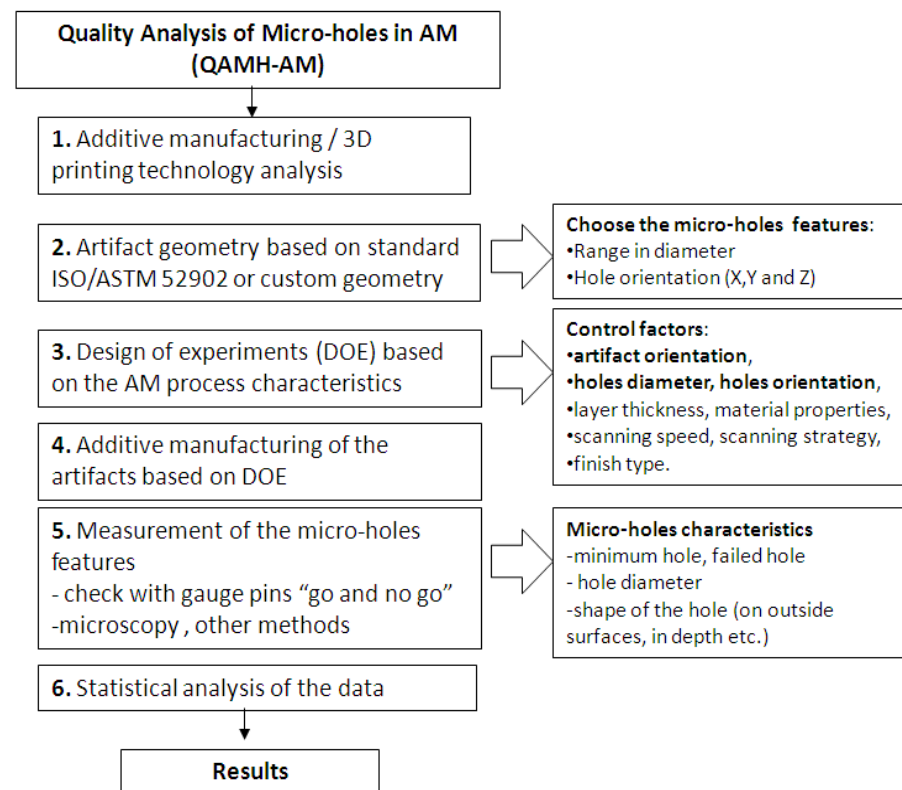 Quality Analysis of Micro-holes in AM
(QAMH-AM)
1. Additive manufacturing / 3D
printing technology analysis
2. Artifact geometry based on standard
ISO/ASTM 52902 or custom geometry
Choose the micro-holes features:
•Range in diameter
•Hole orientation (X,Y and Z)
3. Design of experiments (DOE) based
on the AM process characteristics
Control factors:
•artifact orientation,
•holes diameter, holes orientation,
•layer thickness, material properties,
•scanning speed, scanning strategy,
•finish type.
4. Additive manufacturing of the
artifacts based on DOE
5. Measurement of the micro-holes
features
- check with gauge pins “go and no go”
-microscopy , other methods
Micro-holes characteristics
-minimum hole, failed hole
- hole diameter
-shape of the hole (on outside
surfaces, in depth etc.)
6. Statistical analysis of the data
Results